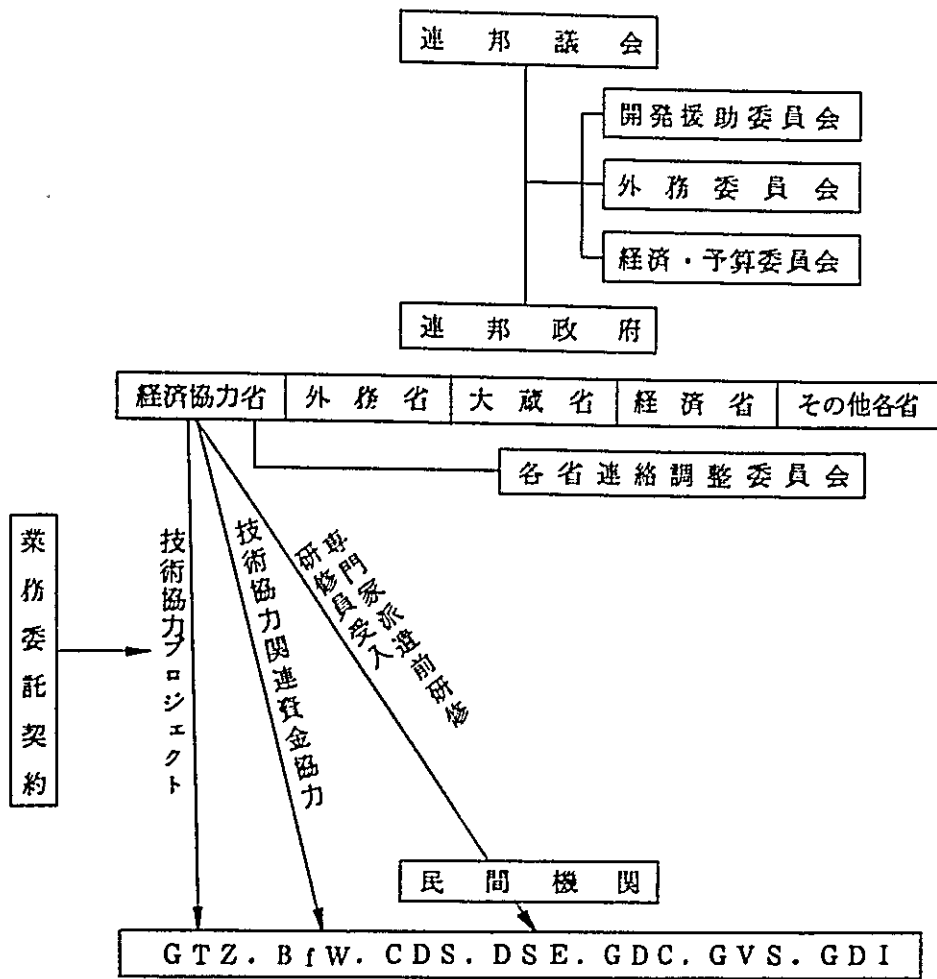 連邦議会
開発援助委員会
外務委員会
経済・予算委員会
連邦政府
経済協力省 外務省 大蔵省 経済省 その他各省
各省連絡調整委員会
業務委託契約
技術協力プロジェクト
技術協力関連資金協力
専門家派遣前研修
研修員受入
民間機関
GTZ. BfW. CDS. DSE. GDC. GVS. GDI